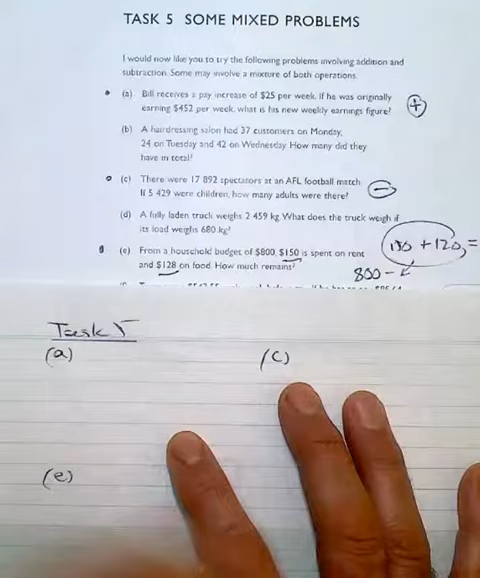 TASK 5 SOME MIXED PROBLEMS
I would now like you to try the following problems involving addition and
subtraction. Some may involve a mixture of both operations.
(a) Bill receives a pay increase of $25 per week. If he was originally
earning $452 per week, what is his new weekly earnings figure? +
(b) A hairdressing salon had 37 customers on Monday,
24 on Tuesday and 42 on Wednesday. How many did they
have in total?
(c) There were 17 892 spectators at an AFL football match.
If 5 429 were children, how many adults were there? −
(d) A fully laden truck weighs 2 459 kg. What does the truck weigh if
its load weighs 680 kg?
(e) From a household budget of $800, $150 is spent on rent
and $128 on food. How much remains?
+ 120 =
800 -
Task 5
(a) (c)
(e)